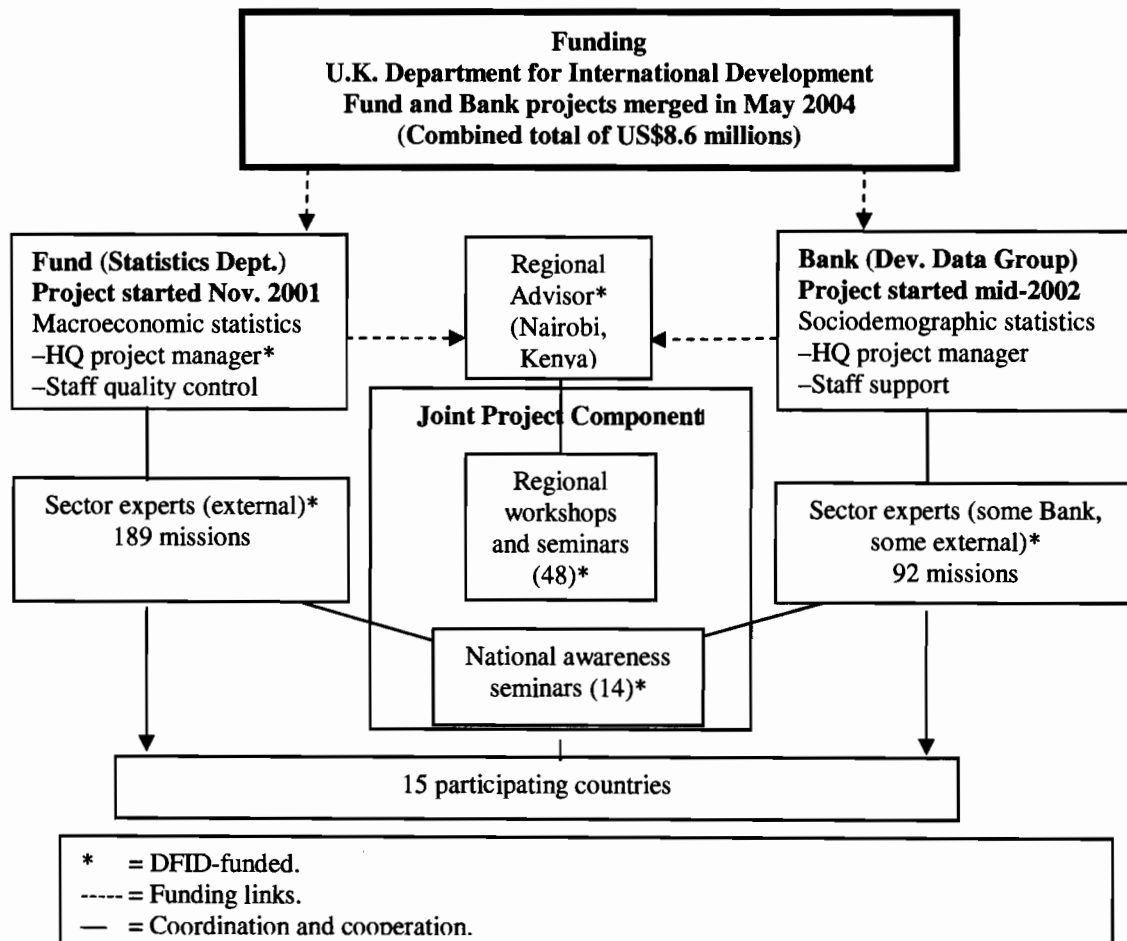 Funding
U.K. Department for International Development
Fund and Bank projects merged in May 2004
(Combined total of US$8.6 millions)
Fund (Statistics Dept.)
Project started Nov. 2001
Macroeconomic statistics
–HQ project manager*
–Staff quality control
Regional
Advisor*
(Nairobi,
Kenya)
Bank (Dev. Data Group)
Project started mid-2002
Sociodemographic statistics
–HQ project manager
–Staff support
Joint Project Component
Sector experts (external)*
189 missions
Regional
workshops
and seminars
(48)*
Sector experts (some Bank,
some external)*
92 missions
National awareness
seminars (14)*
15 participating countries
* = DFID-funded.
----- = Funding links.
— = Coordination and cooperation.